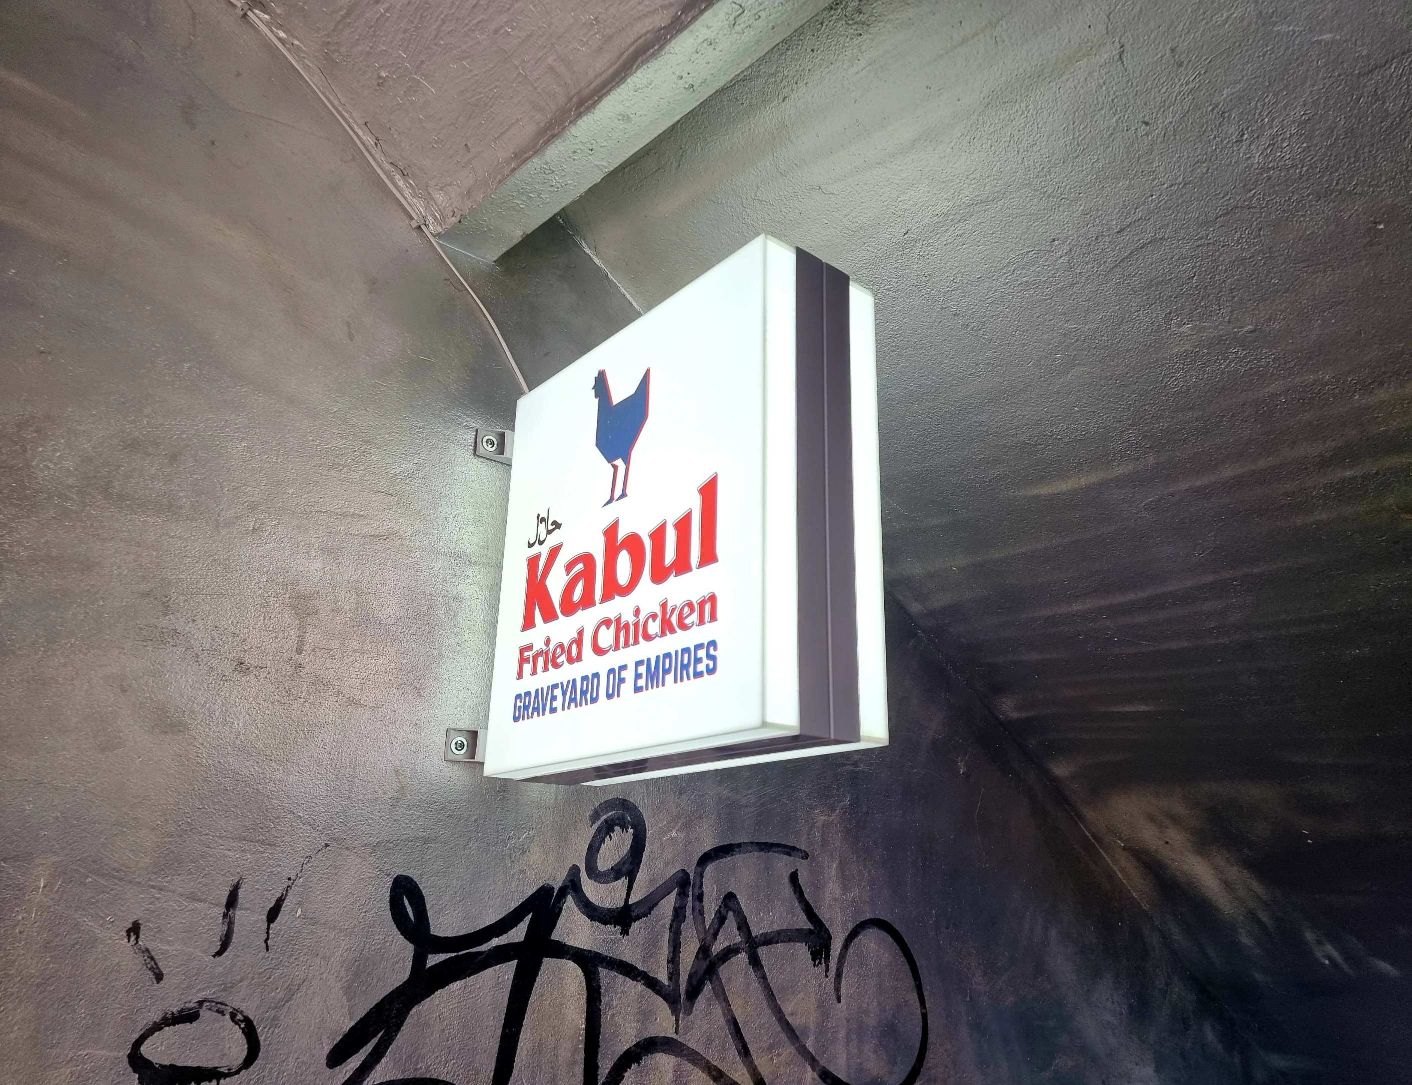 حلال
Kabul
Fried Chicken
GRAVEYARD OF EMPIRES